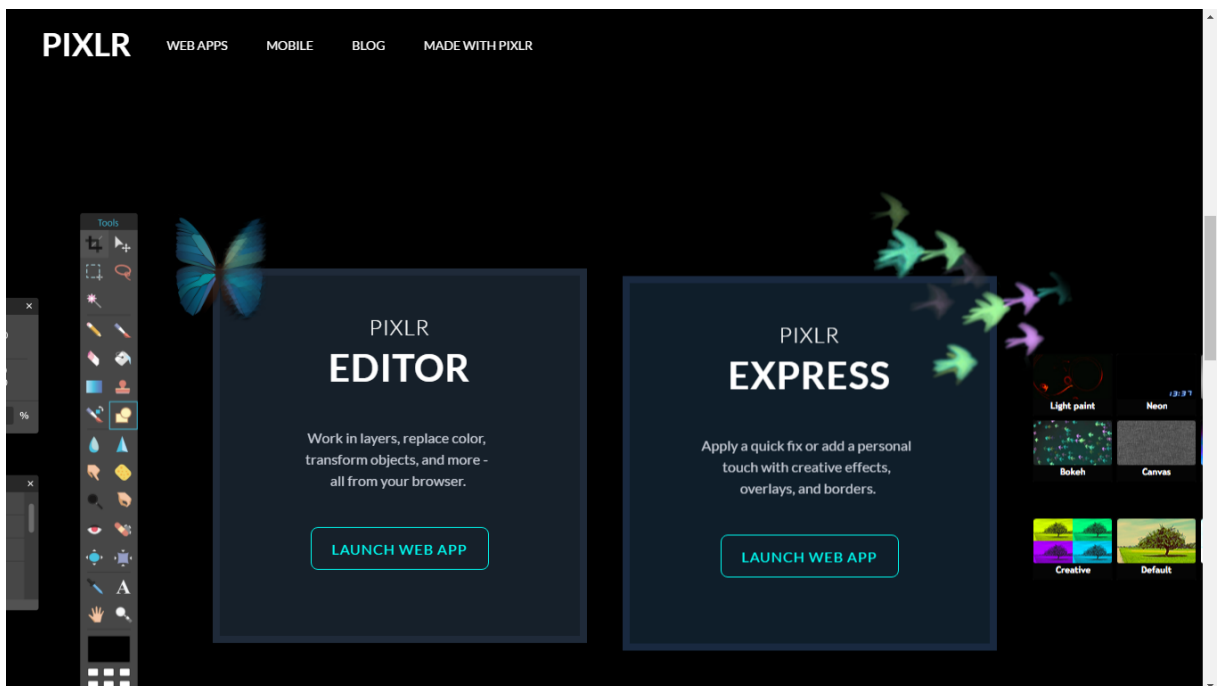 PIXLR
WEB APPS
MOBILE
BLOG
MADE WITH PIXLR
Tools
%
PIXLR
EDITOR
Work in layers, replace color,
transform objects, and more -
all from your browser.
LAUNCH WEB APP
PIXLR
EXPRESS
Apply a quick fix or add a personal
touch with creative effects,
overlays, and borders.
LAUNCH WEB APP
13:37
Light paint
Neon
Bokeh
Canvas
Creative
Default